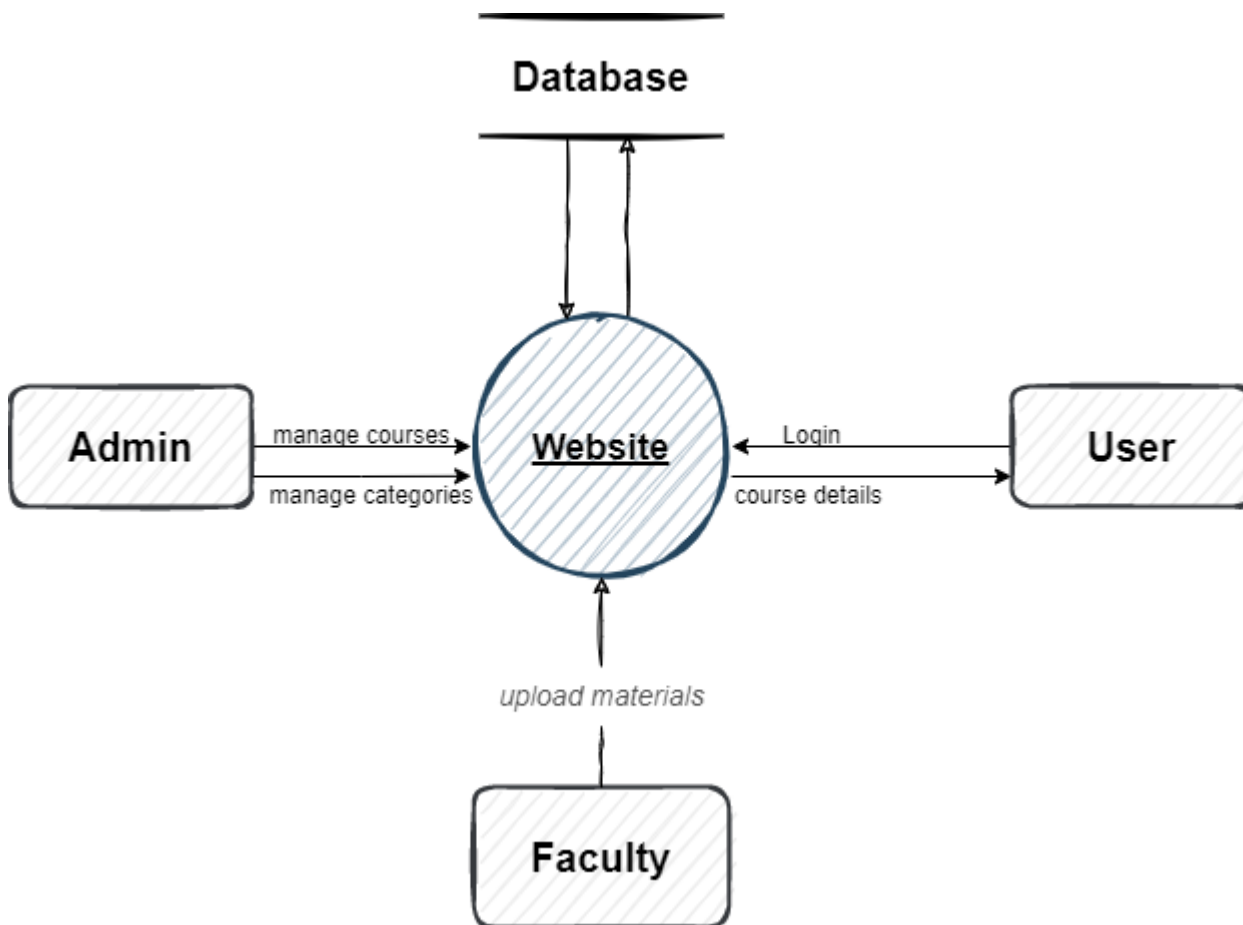 Database
Admin
manage courses
manage categories
Website
Login
course details
User
upload materials
Faculty